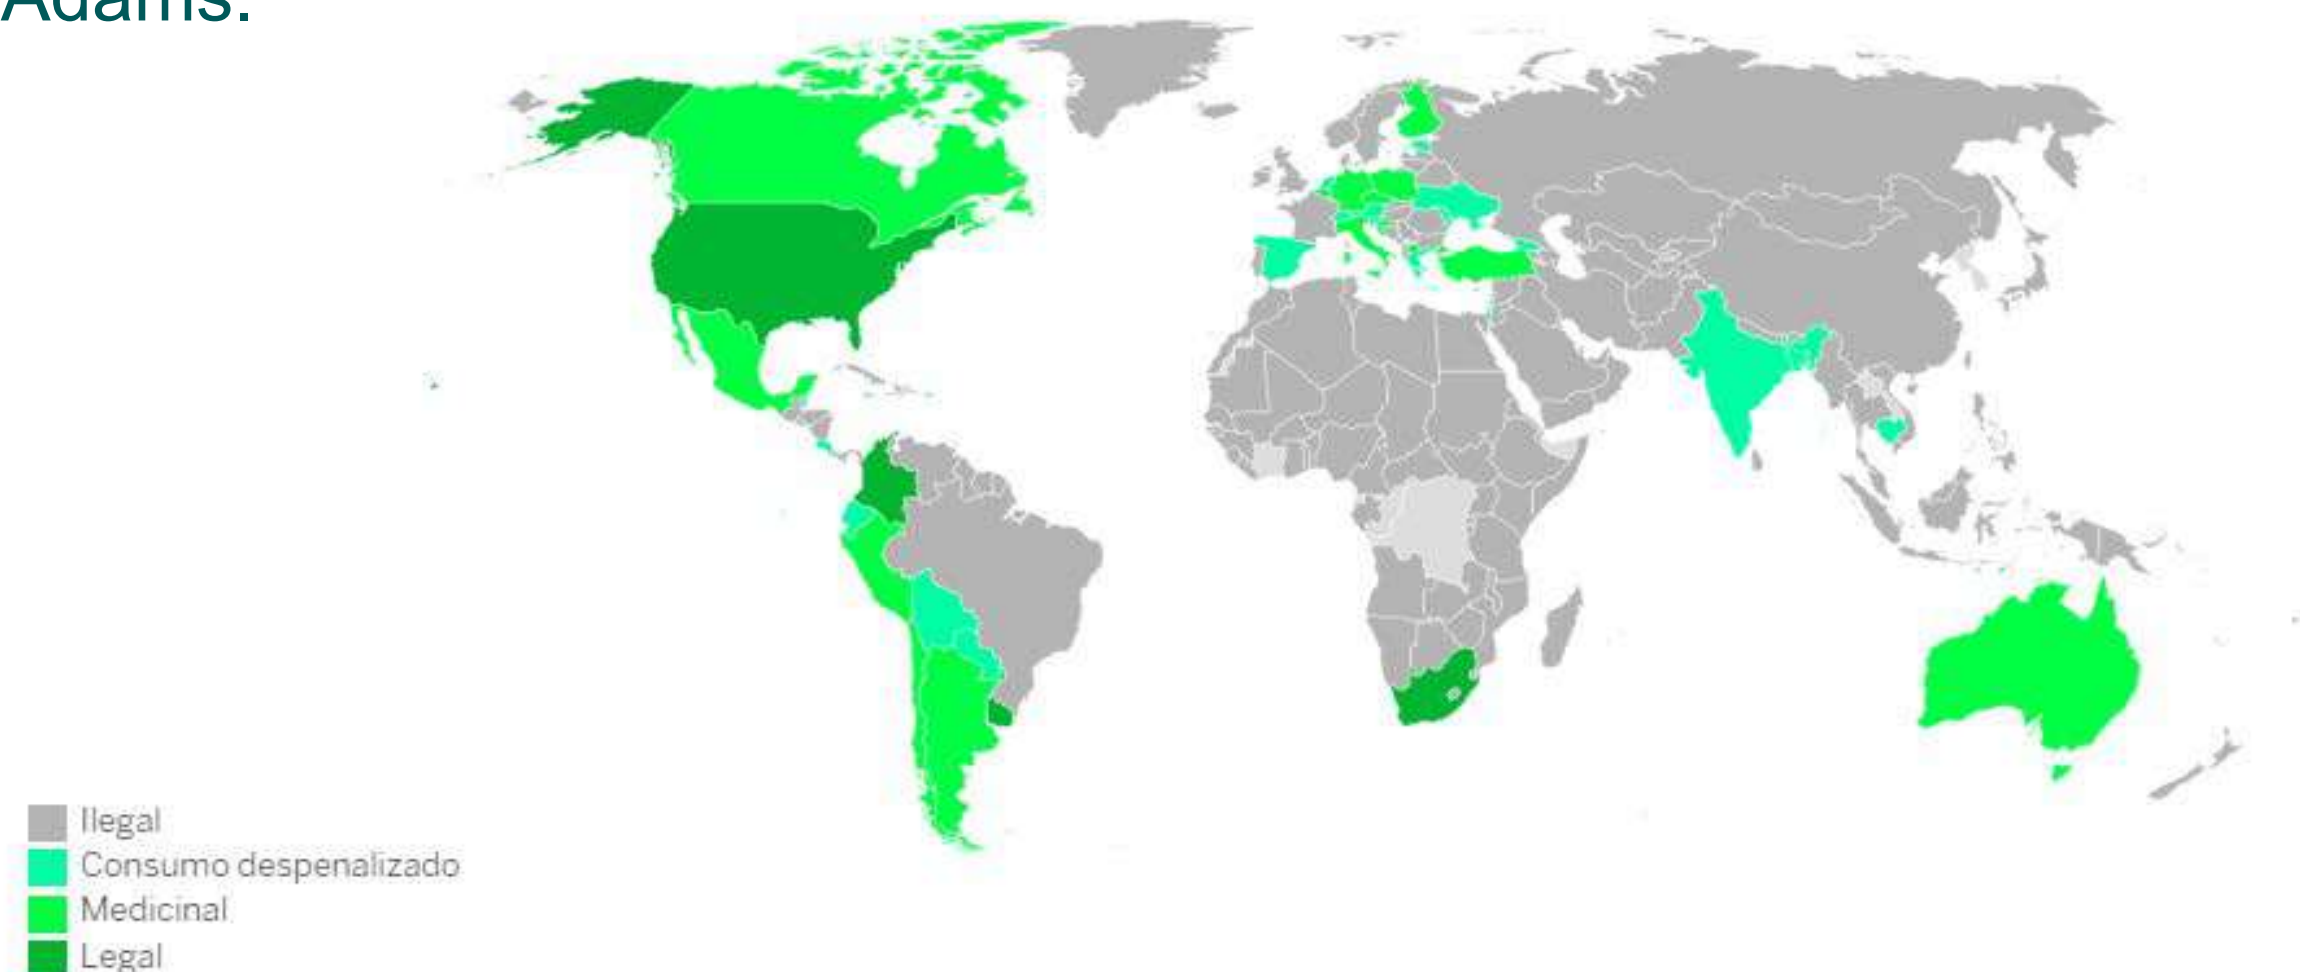 Adams.
Ilegal
Consumo despenalizado
Medicinal
Legal